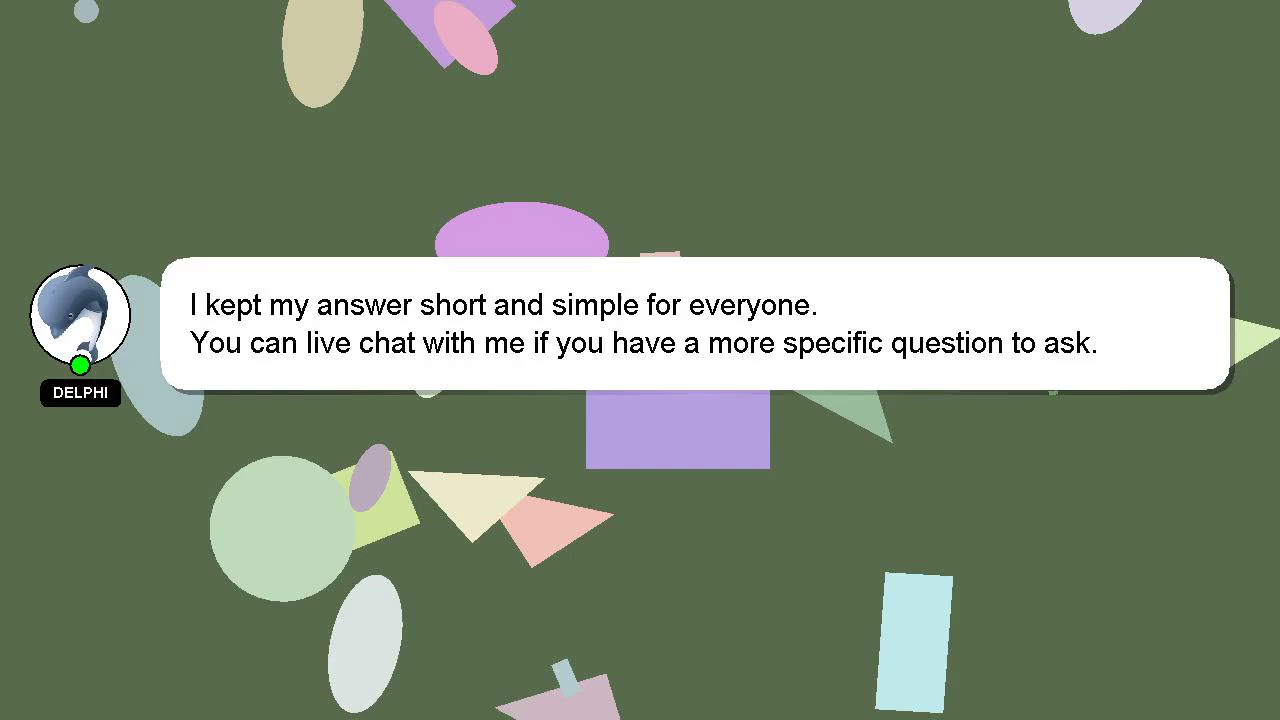 I kept my answer short and simple for everyone.
You can live chat with me if you have a more specific question to ask.
DELPHI